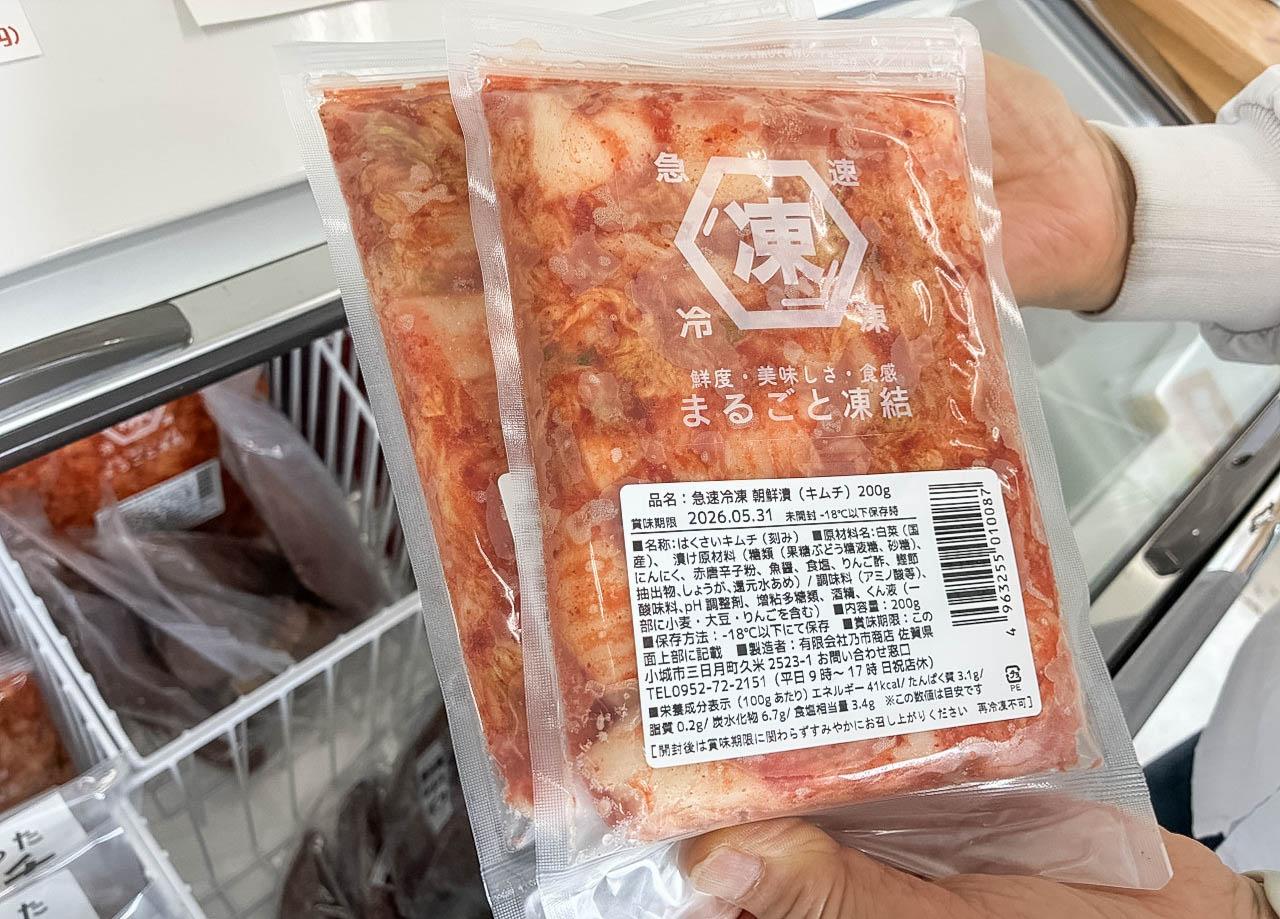 円)
急 速
凍
冷 凍
鮮度・美味しさ・食感
まるごと凍結
品名：急速冷凍 朝鮮漬（キムチ）200g
賞味期限 2026.05.31 未開封 -18℃以下保存時
■名称：はくさいキムチ（刻み） ■原材料名：白菜（国
産）、漬け原材料（糖類（果糖ぶどう糖液糖、砂糖）、
にんにく、赤唐辛子粉、魚醤、食塩、りんご酢、鰹節
抽出物、しょうが、還元水あめ）/ 調味料（アミノ酸等）、
酸味料、pH 調整剤、増粘多糖類、酒精、くん液（一
部に小麦・大豆・りんごを含む） ■内容量：200g
■保存方法：-18℃以下にて保存 ■賞味期限：この
面上部に記載 ■製造者：有限会社乃市商店 佐賀県
小城市三日月町久米 2523-1 お問い合わせ窓口
TEL0952-72-2151（平日 9 時〜 17 時 日祝店休）
■栄養成分表示（100g あたり）エネルギー 41kcal/ たんぱく質 3.1g/
脂質 0.2g/ 炭水化物 6.7g/ 食塩相当量 3.4g ※この数値は目安です
［開封後は賞味期限に関わらずすみやかにお召し上がりください 再冷凍不可］
4 963255 010087
プラ
PE
った
た